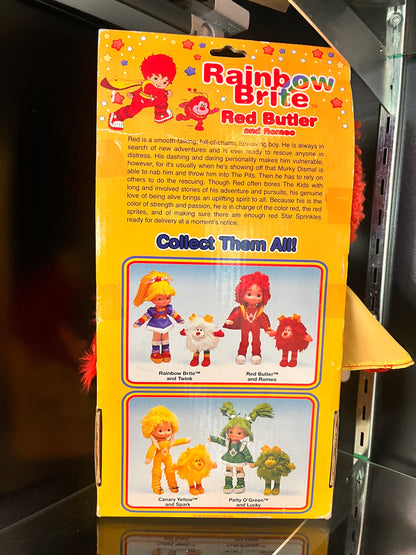 Rainbow
Brite™
Red Butler
and Romeo
Red is a smooth-talking, full-of-charm, fun-loving boy. He is always in
search of new adventures and is ever ready to rescue anyone in
distress. His dashing and daring personality makes him vulnerable,
however, for it's usually when he's showing off that Murky Dismal is
able to nab him and throw him into The Pits. Then he has to rely on
others to do the rescuing. Though Red often bores The Kids with
long and involved stories of his adventure and pursuits, his genuine
love of being alive brings an uplifting spirit to all. Because his is the
color of strength and passion, he is in charge of the color red, the red
sprites, and of making sure there are enough red Star Sprinkles
ready for delivery at a moment's notice.
Collect Them All!
Rainbow Brite™
and Twink
Red Butler™
and Romeo
Canary Yellow™
and Spark
Patty O'Green™
and Lucky